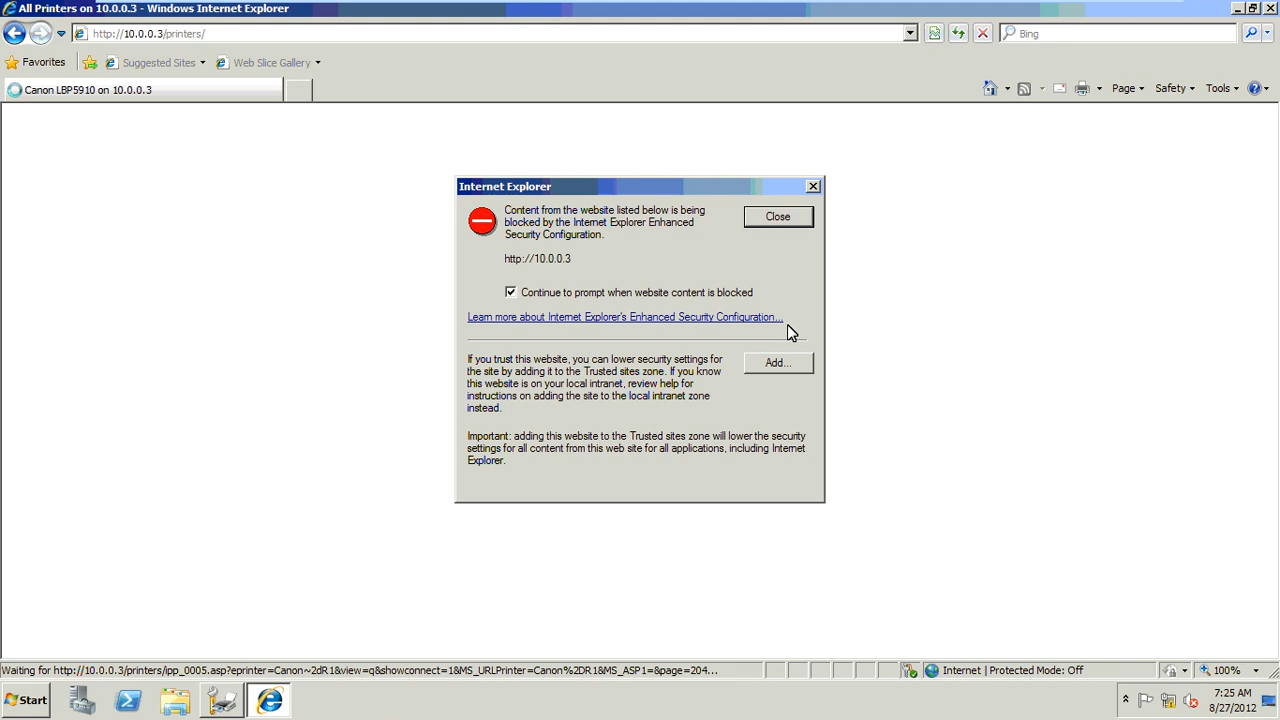 All Printers on 10.0.0.3 - Windows Internet Explorer
http://10.0.0.3/printers/
Bing
Favorites
Suggested Sites
Web Slice Gallery
Canon LBP5910 on 10.0.0.3
Page
Safety
Tools
Internet Explorer
Content from the website listed below is being
blocked by the Internet Explorer Enhanced
Security Configuration.
Close
http://10.0.0.3
Continue to prompt when website content is blocked
Learn more about Internet Explorer's Enhanced Security Configuration...
If you trust this website, you can lower security settings for
the site by adding it to the Trusted sites zone. If you know
this website is on your local intranet, review help for
instructions on adding the site to the local intranet zone
instead.
Add...
Important: adding this website to the Trusted sites zone will lower the security
settings for all content from this web site for all applications, including Internet
Explorer.
Waiting for http://10.0.0.3/printers/ipp_0005.asp?eprinter=Canon~2dR1&view=q&showconnect=1&MS_URLPrinter=Canon%2DR1&MS_ASP1=&page=204...
Internet | Protected Mode: Off
100%
Start
7:25 AM
8/27/2012